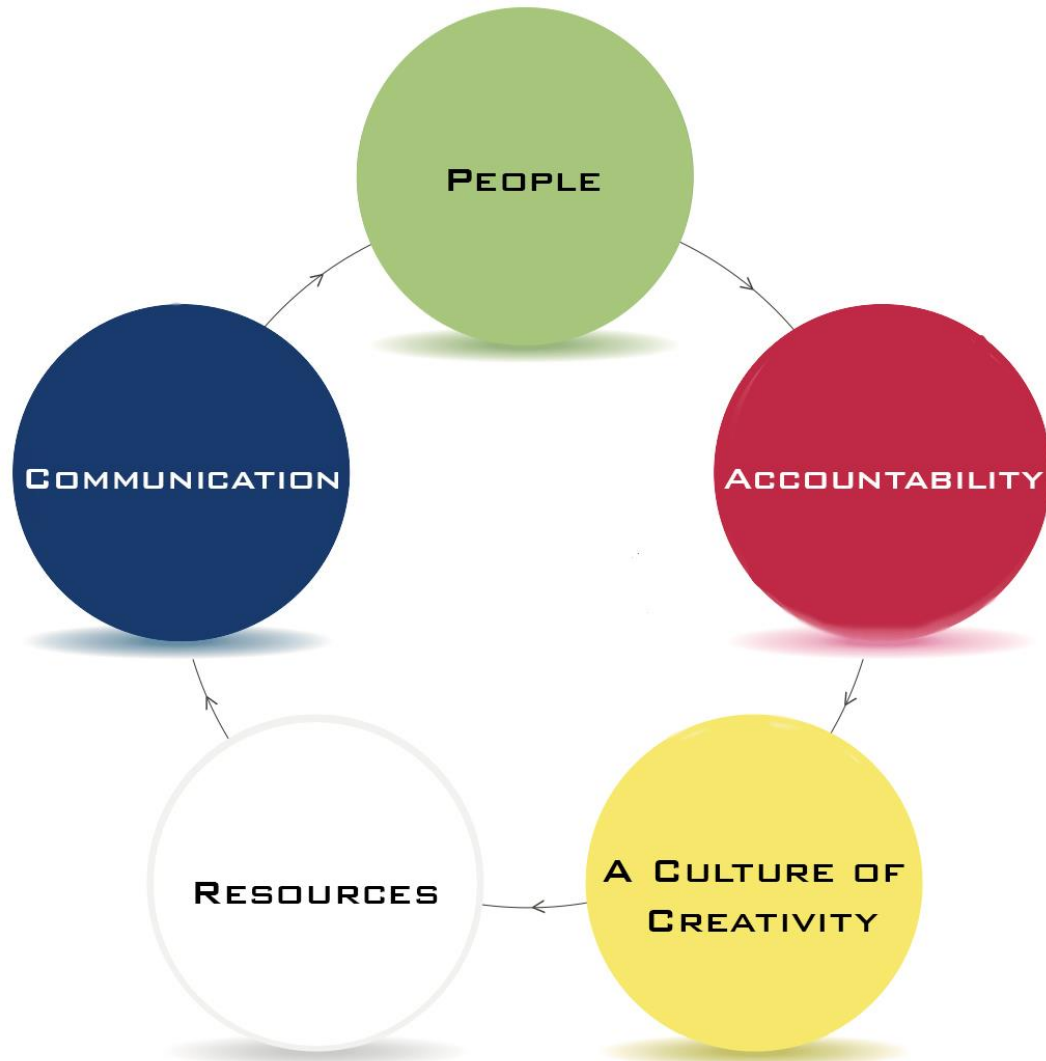 People
Accountability
A Culture of
Creativity
Resources
Communication